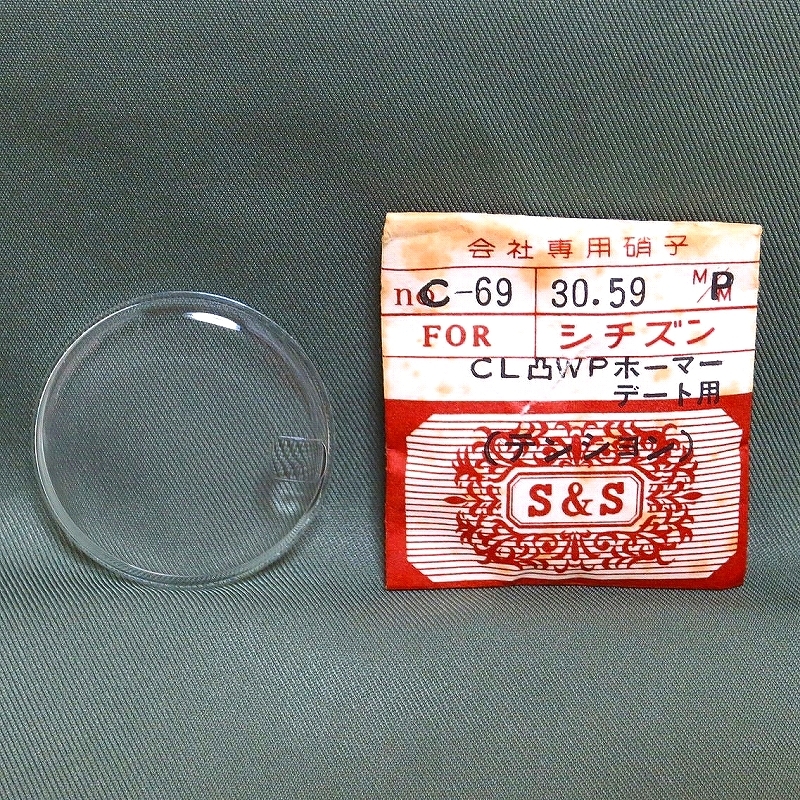 会社専用硝子
no C-69 30.59 M/M P
FOR シチズン
CL凸WPホーマー
デート用
(テンション)
S&S